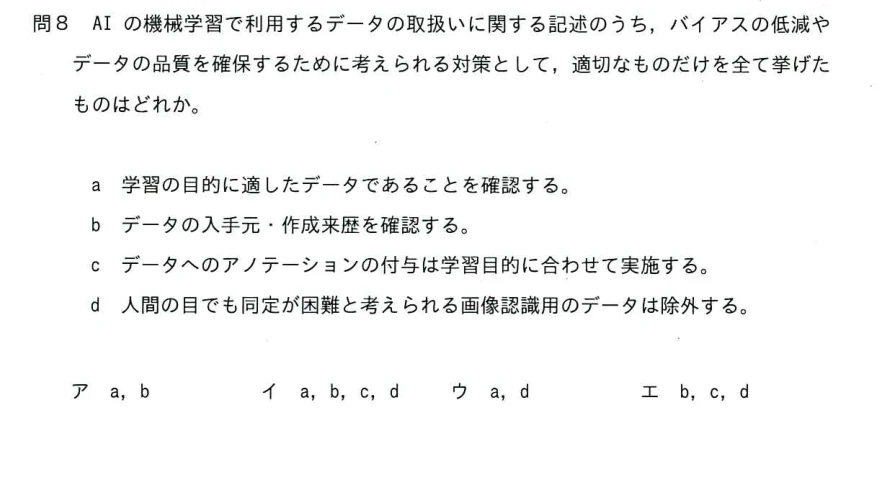 問８　AI の機械学習で利用するデータの取扱いに関する記述のうち，バイアスの低減や
データの品質を確保するために考えられる対策として，適切なものだけを全て挙げた
ものはどれか。
a　学習の目的に適したデータであることを確認する。
b　データの入手元・作成来歴を確認する。
c　データへのアノテーションの付与は学習目的に合わせて実施する。
d　人間の目でも同定が困難と考えられる画像認識用のデータは除外する。
ア　a，b　イ　a，b，c，d　ウ　a，d　エ　b，c，d